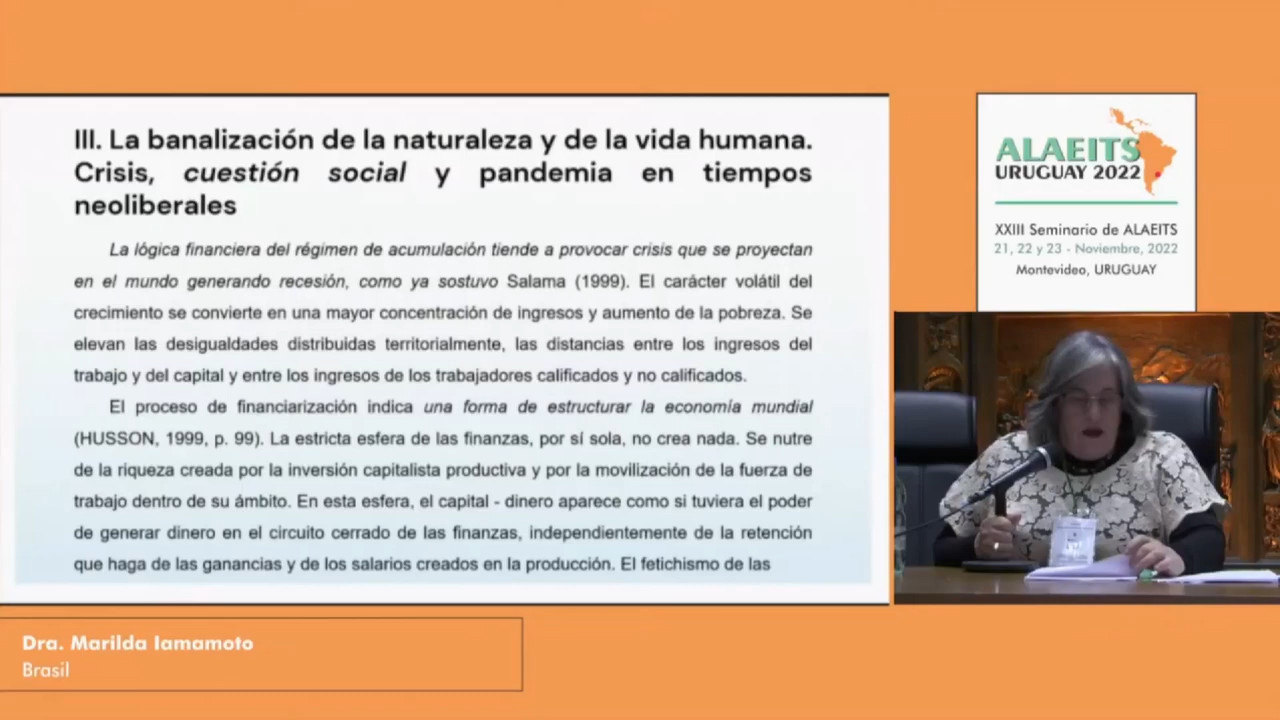 III. La banalización de la naturaleza y de la vida humana.
Crisis, cuestión social y pandemia en tiempos
neoliberales
La lógica financiera del régimen de acumulación tiende a provocar crisis que se proyectan
en el mundo generando recesión, como ya sostuvo Salama (1999). El carácter volátil del
crecimiento se convierte en una mayor concentración de ingresos y aumento de la pobreza. Se
elevan las desigualdades distribuidas territorialmente, las distancias entre los ingresos del
trabajo y del capital y entre los ingresos de los trabajadores calificados y no calificados.
El proceso de financiarización indica una forma de estructurar la economía mundial
(HUSSON, 1999, p. 99). La estricta esfera de las finanzas, por sí sola, no crea nada. Se nutre
de la riqueza creada por la inversión capitalista productiva y por la movilización de la fuerza de
trabajo dentro de su ámbito. En esta esfera, el capital - dinero aparece como si tuviera el poder
de generar dinero en el circuito cerrado de las finanzas, independientemente de la retención
que haga de las ganancias y de los salarios creados en la producción. El fetichismo de las
ALAEITS
URUGUAY 2022
XXIII Seminario de ALAEITS
21, 22 y 23 - Noviembre, 2022
Montevideo, URUGUAY
Dra. Marilda Iamamoto
Brasil